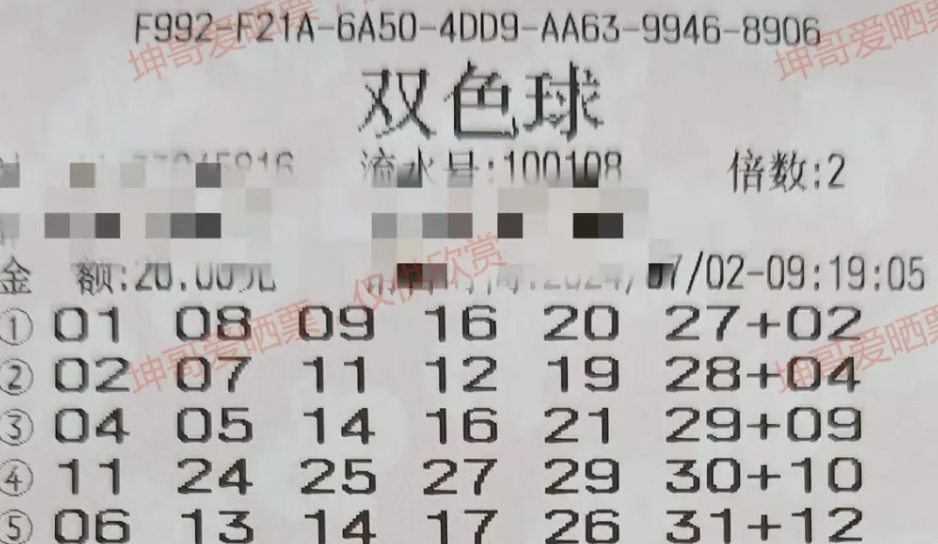 F992-F21A-6A50-4DD9-AA63-9946-8906
双色球
流水号:100108 倍数:2
金 额:20.00元 销售时间:2024/07/02-09:19:05
① 01 08 09 16 20 27+02
② 02 07 11 12 19 28+04
③ 04 05 14 16 21 29+09
④ 11 24 25 27 29 30+10
⑤ 06 13 14 17 26 31+12
坤哥爱晒票
坤哥爱晒票
仅供欣赏
坤哥爱晒票
坤哥爱晒票